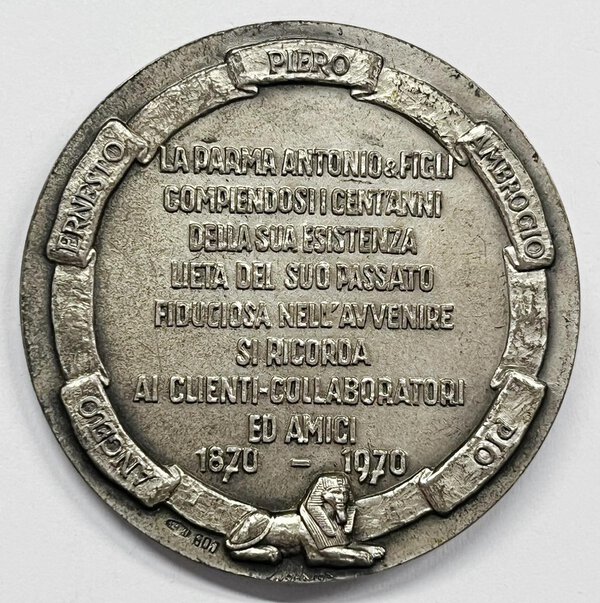 PIERO
ERNESTO
AMBROGIO
LA PARMA ANTONIO & FIGLI
COMPIENDOSI I CENT'ANNI
DELLA SUA ESISTENZA
LIETA DEL SUO PASSATO
FIDUCIOSA NELL'AVVENIRE
SI RICORDA
AI CLIENTI-COLLABORATORI
ED AMICI
1870 - 1970
ANGELO
PIO